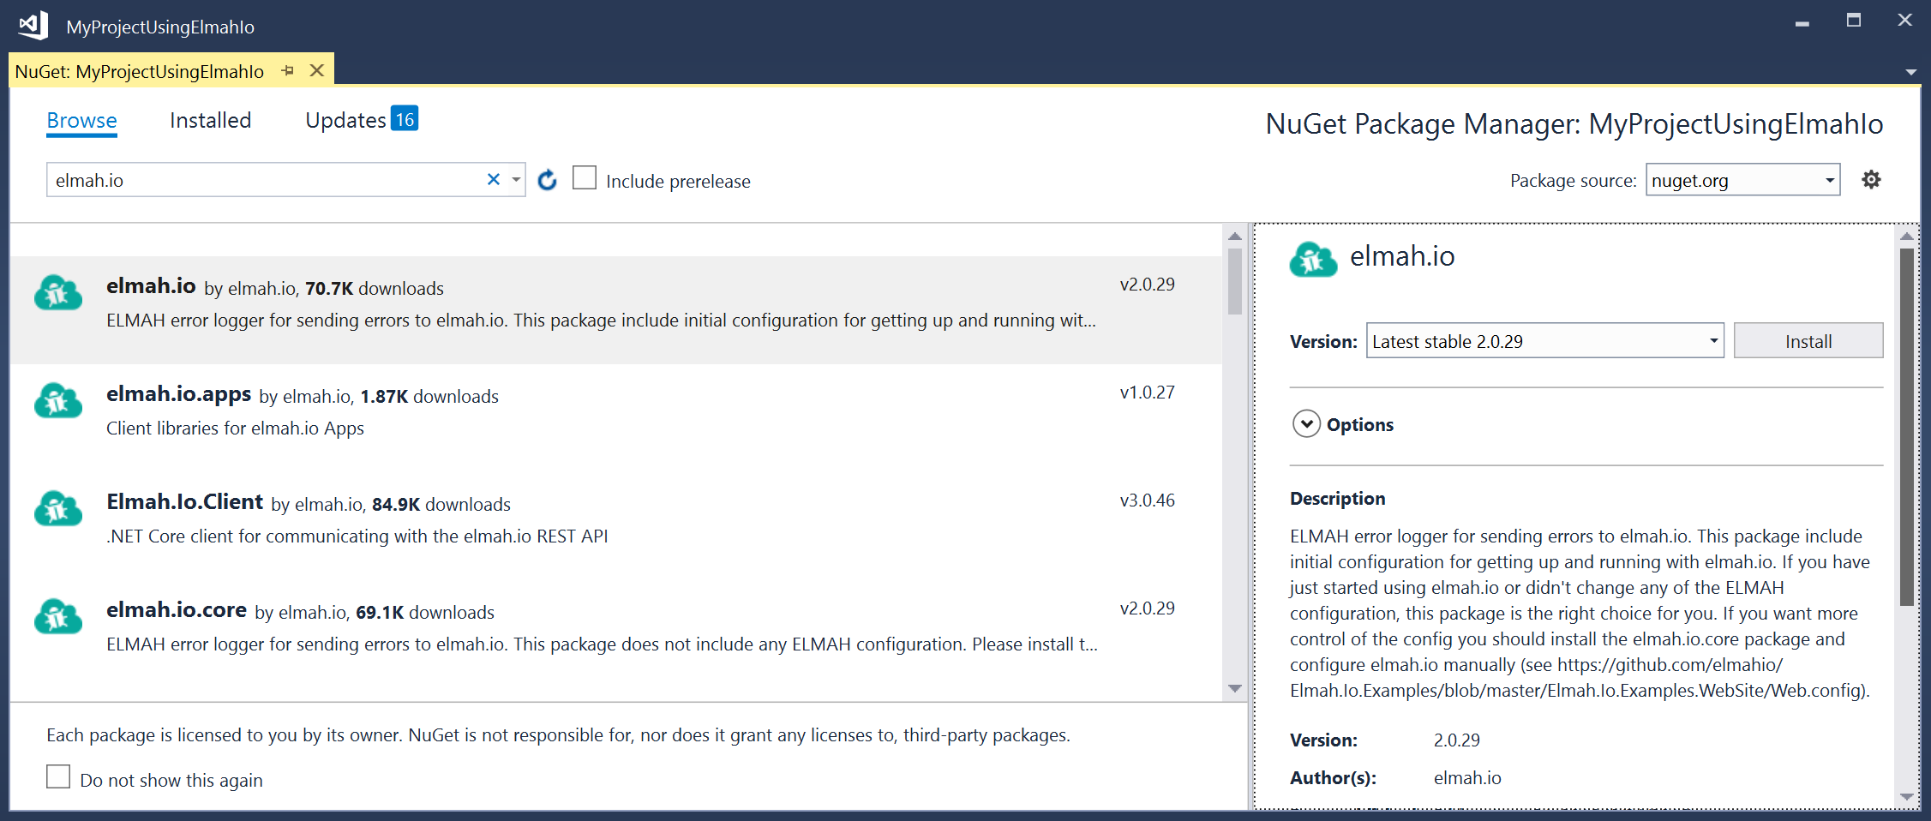 MyProjectUsingElmahIo
NuGet: MyProjectUsingElmahIo
Browse Installed Updates 16
NuGet Package Manager: MyProjectUsingElmahIo
elmah.io
Include prerelease
Package source: nuget.org
elmah.io by elmah.io, 70.7K downloads v2.0.29
ELMAH error logger for sending errors to elmah.io. This package include initial configuration for getting up and running wit...
elmah.io.apps by elmah.io, 1.87K downloads v1.0.27
Client libraries for elmah.io Apps
Elmah.Io.Client by elmah.io, 84.9K downloads v3.0.46
.NET Core client for communicating with the elmah.io REST API
elmah.io.core by elmah.io, 69.1K downloads v2.0.29
ELMAH error logger for sending errors to elmah.io. This package does not include any ELMAH configuration. Please install t...
Each package is licensed to you by its owner. NuGet is not responsible for, nor does it grant any licenses to, third-party packages.
Do not show this again
elmah.io
Version: Latest stable 2.0.29 Install
Options
Description
ELMAH error logger for sending errors to elmah.io. This package include
initial configuration for getting up and running with elmah.io. If you have
just started using elmah.io or didn't change any of the ELMAH
configuration, this package is the right choice for you. If you want more
control of the config you should install the elmah.io.core package and
configure elmah.io manually (see https://github.com/elmahio/
Elmah.Io.Examples/blob/master/Elmah.Io.Examples.WebSite/Web.config).
Version: 2.0.29
Author(s): elmah.io